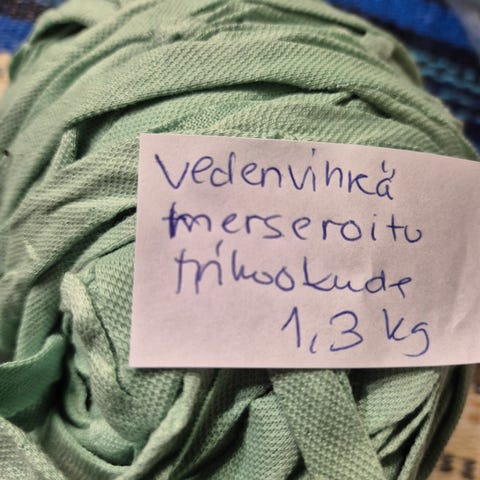 vedenvihkä
merseroitu
trikookude
1,3 kg